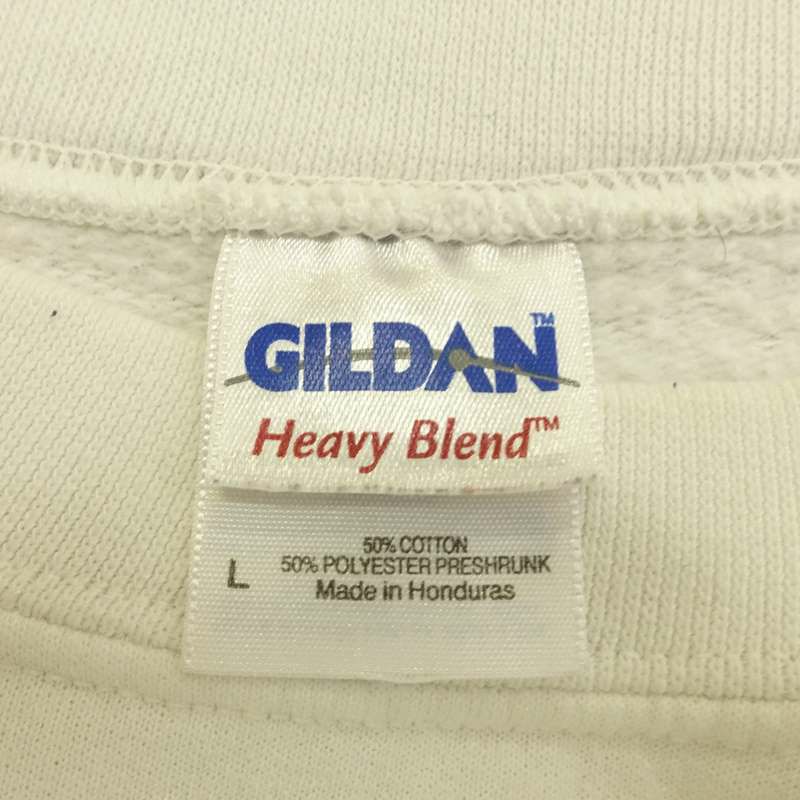 GILDAN™
Heavy Blend™
50% COTTON
L 50% POLYESTER PRESHRUNK
Made in Honduras